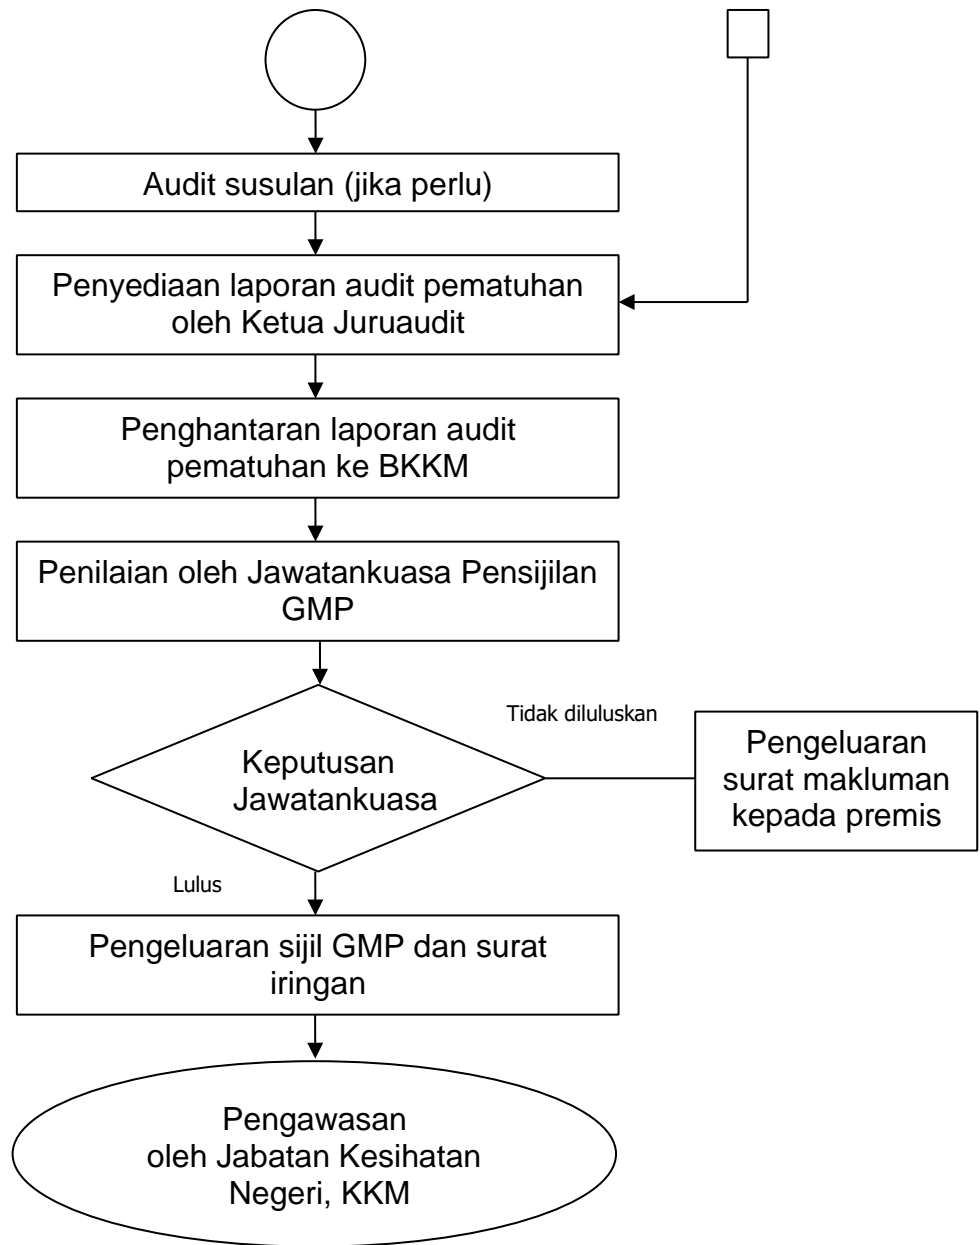 Audit susulan (jika perlu)
Penyediaan laporan audit pematuhan
oleh Ketua Juruaudit
Penghantaran laporan audit
pematuhan ke BKKM
Penilaian oleh Jawatankuasa Pensijilan
GMP
Tidak diluluskan
Keputusan
Jawatankuasa
Pengeluaran
surat makluman
kepada premis
Lulus
Pengeluaran sijil GMP dan surat
iringan
Pengawasan
oleh Jabatan Kesihatan
Negeri, KKM